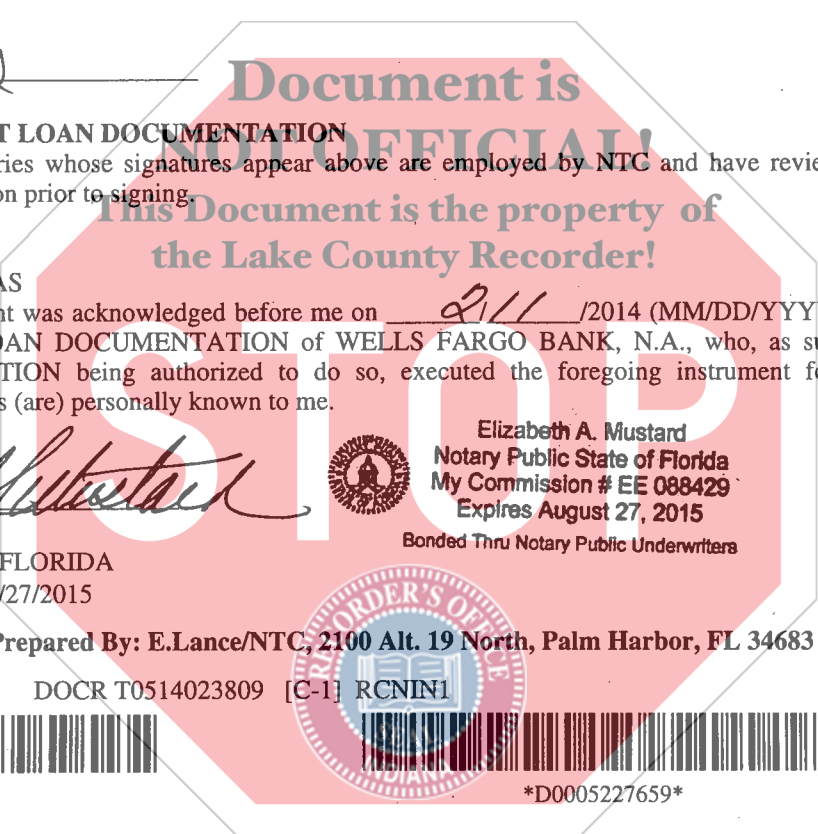 Document is
T LOAN DOCUMENTATION
NOT OFFICIAL!
ries whose signatures appear above are employed by NTC and have revie
on prior to signing.
This Document is the property of
the Lake County Recorder!
AS
nt was acknowledged before me on 2/11 /2014 (MM/DD/YYY
OAN DOCUMENTATION of WELLS FARGO BANK, N.A., who, as su
TION being authorized to do so, executed the foregoing instrument fo
s (are) personally known to me.
STOP
Elizabeth A. Mustard
Notary Public State of Florida
My Commission # EE 088429
Expires August 27, 2015
Bonded Thru Notary Public Underwriters
FLORIDA
/27/2015
Prepared By: E.Lance/NTC, 2100 Alt. 19 North, Palm Harbor, FL 34683
DOCR T0514023809 [C-1] RCNIN1
RECORDER'S OFFICE
SEAL
INDIANA
*D0005227659*